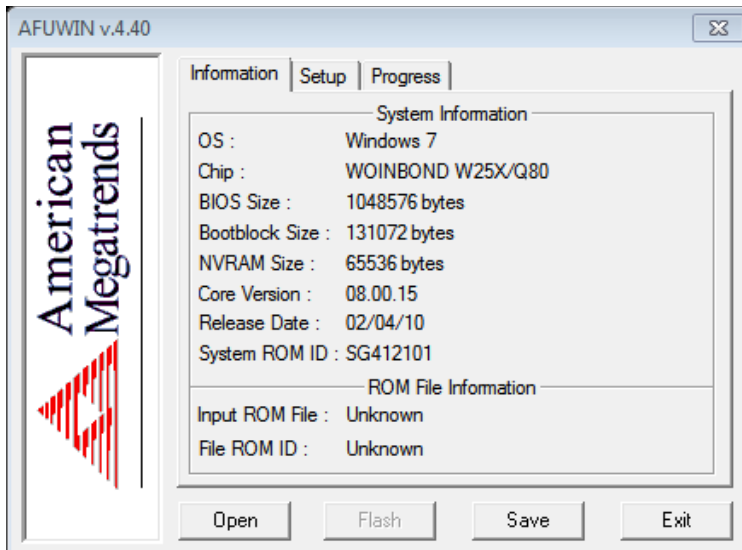 AFUWIN v.4.40
American
Megatrends
Information Setup Progress
System Information
OS : Windows 7
Chip : WOINBOND W25X/Q80
BIOS Size : 1048576 bytes
Bootblock Size : 131072 bytes
NVRAM Size : 65536 bytes
Core Version : 08.00.15
Release Date : 02/04/10
System ROM ID : SG412101
ROM File Information
Input ROM File : Unknown
File ROM ID : Unknown
Open Flash Save Exit